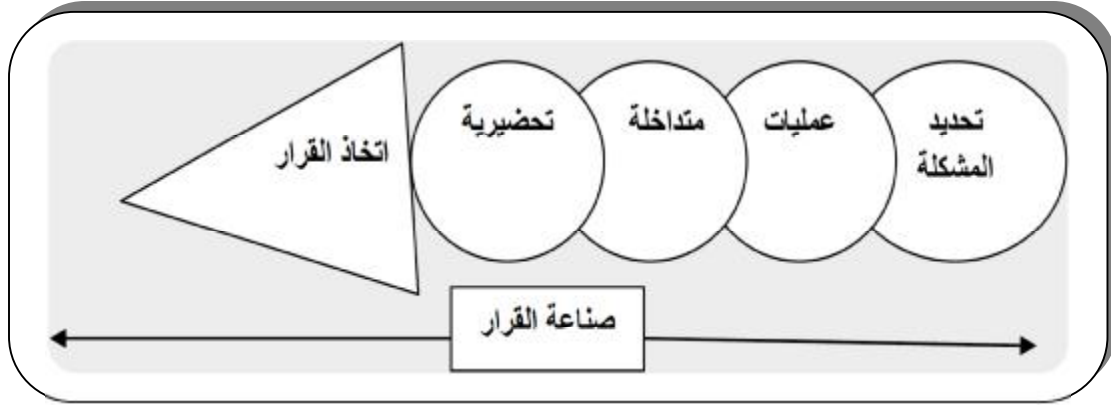 تحديد
المشكلة
عمليات
متداخلة
تحضيرية
اتخاذ القرار
صناعة القرار